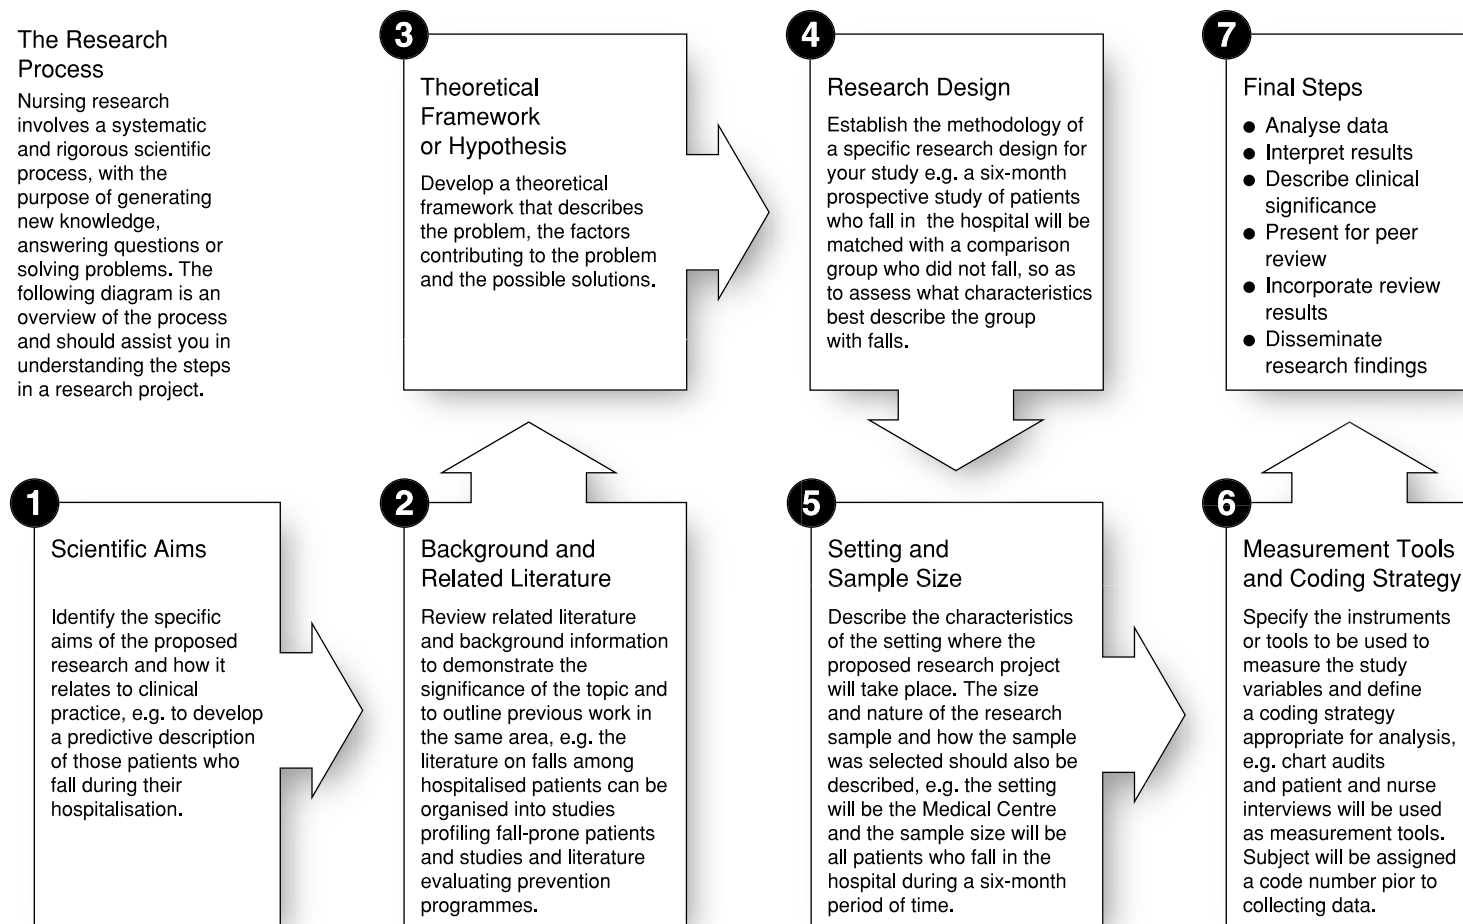 The Research
Process
Nursing research
involves a systematic
and rigorous scientific
process, with the
purpose of generating
new knowledge,
answering questions or
solving problems. The
following diagram is an
overview of the process
and should assist you in
understanding the steps
in a research project.
1
Scientific Aims
Identify the specific
aims of the proposed
research and how it
relates to clinical
practice, e.g. to develop
a predictive description
of those patients who
fall during their
hospitalisation.
2
Background and
Related Literature
Review related literature
and background information
to demonstrate the
significance of the topic and
to outline previous work in
the same area, e.g. the
literature on falls among
hospitalised patients can be
organised into studies
profiling fall-prone patients
and studies and literature
evaluating prevention
programmes.
3
Theoretical
Framework
or Hypothesis
Develop a theoretical
framework that describes
the problem, the factors
contributing to the problem
and the possible solutions.
4
Research Design
Establish the methodology of
a specific research design for
your study e.g. a six-month
prospective study of patients
who fall in the hospital will be
matched with a comparison
group who did not fall, so as
to assess what characteristics
best describe the group
with falls.
5
Setting and
Sample Size
Describe the characteristics
of the setting where the
proposed research project
will take place. The size
and nature of the research
sample and how the sample
was selected should also be
described, e.g. the setting
will be the Medical Centre
and the sample size will be
all patients who fall in the
hospital during a six-month
period of time.
6
Measurement Tools
and Coding Strategy
Specify the instruments
or tools to be used to
measure the study
variables and define
a coding strategy
appropriate for analysis,
e.g. chart audits
and patient and nurse
interviews will be used
as measurement tools.
Subject will be assigned
a code number pior to
collecting data.
7
Final Steps
● Analyse data
● Interpret results
● Describe clinical
significance
● Present for peer
review
● Incorporate review
results
● Disseminate
research findings